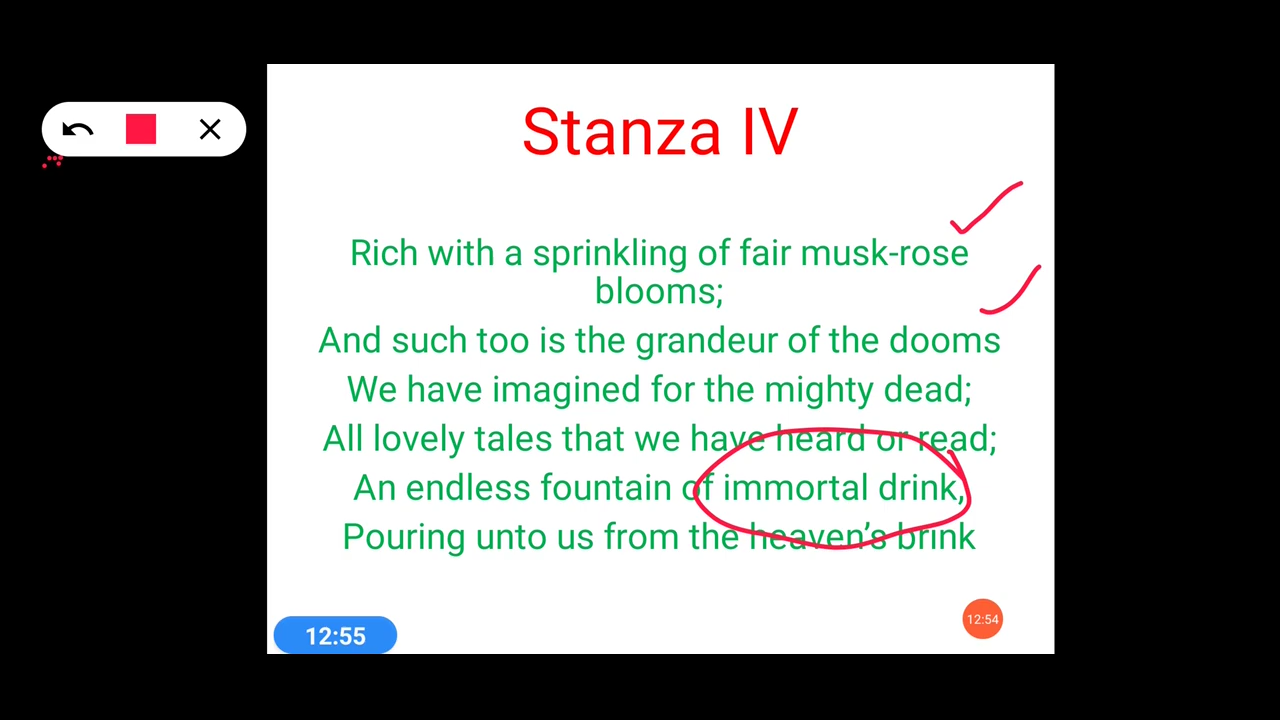 Stanza IV
Rich with a sprinkling of fair musk-rose
blooms;
And such too is the grandeur of the dooms
We have imagined for the mighty dead;
All lovely tales that we have heard or read;
An endless fountain of immortal drink,
Pouring unto us from the heaven’s brink
12:55
12:54